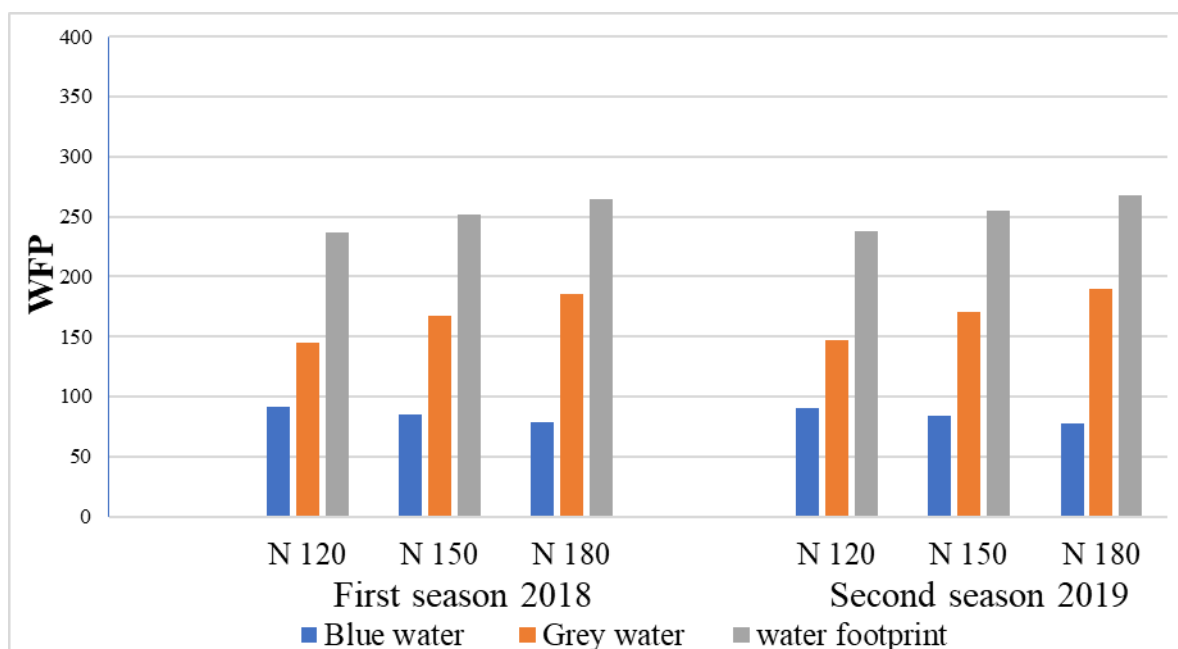 400
350
300
250
200
150
100
50
0
WFP
N 120 N 150 N 180 N 120 N 150 N 180
First season 2018 Second season 2019
Blue water Grey water water footprint